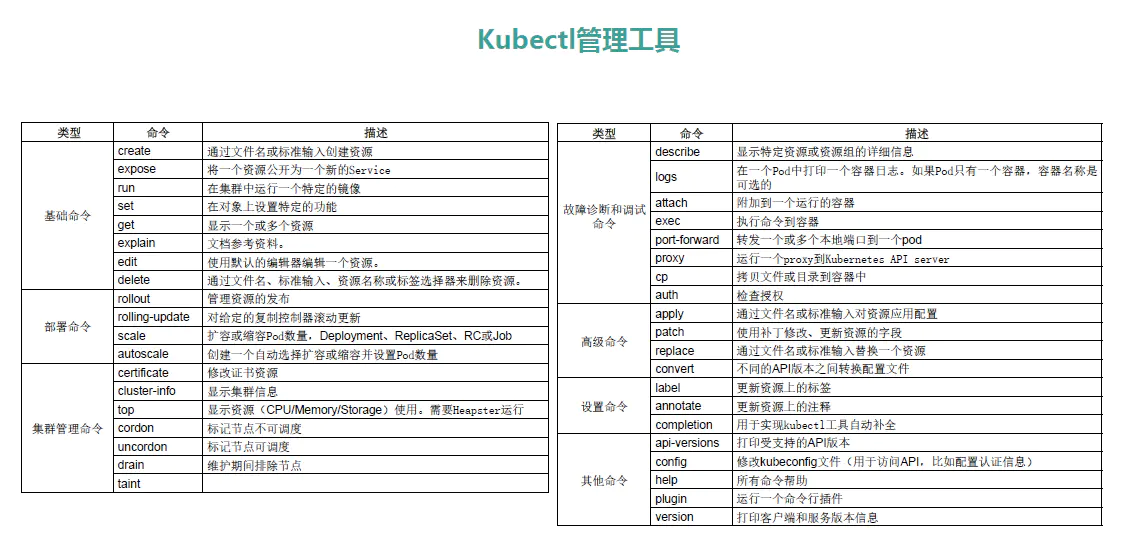 Kubectl管理工具
类型 命令 描述
基础命令
create 通过文件名或标准输入创建资源
expose 将一个资源公开为一个新的Service
run 在集群中运行一个特定的镜像
set 在对象上设置特定的功能
get 显示一个或多个资源
explain 文档参考资料。
edit 使用默认的编辑器编辑一个资源。
delete 通过文件名、标准输入、资源名称或标签选择器来删除资源。
部署命令
rollout 管理资源的发布
rolling-update 对给定的复制控制器滚动更新
scale 扩容或缩容Pod数量，Deployment、ReplicaSet、RC或Job
autoscale 创建一个自动选择扩容或缩容并设置Pod数量
集群管理命令
certificate 修改证书资源
cluster-info 显示集群信息
top 显示资源（CPU/Memory/Storage）使用。需要Heapster运行
cordon 标记节点不可调度
uncordon 标记节点可调度
drain 维护期间排除节点
taint
类型 命令 描述
故障诊断和调试
命令
describe 显示特定资源或资源组的详细信息
logs 在一个Pod中打印一个容器日志。如果Pod只有一个容器，容器名称是
可选的
attach 附加到一个运行的容器
exec 执行命令到容器
port-forward 转发一个或多个本地端口到一个pod
proxy 运行一个proxy到Kubernetes API server
cp 拷贝文件或目录到容器中
auth 检查授权
高级命令
apply 通过文件名或标准输入对资源应用配置
patch 使用补丁修改、更新资源的字段
replace 通过文件名或标准输入替换一个资源
convert 不同的API版本之间转换配置文件
设置命令
label 更新资源上的标签
annotate 更新资源上的注释
completion 用于实现kubectl工具自动补全
其他命令
api-versions 打印受支持的API版本
config 修改kubeconfig文件（用于访问API，比如配置认证信息）
help 所有命令帮助
plugin 运行一个命令行插件
version 打印客户端和服务版本信息